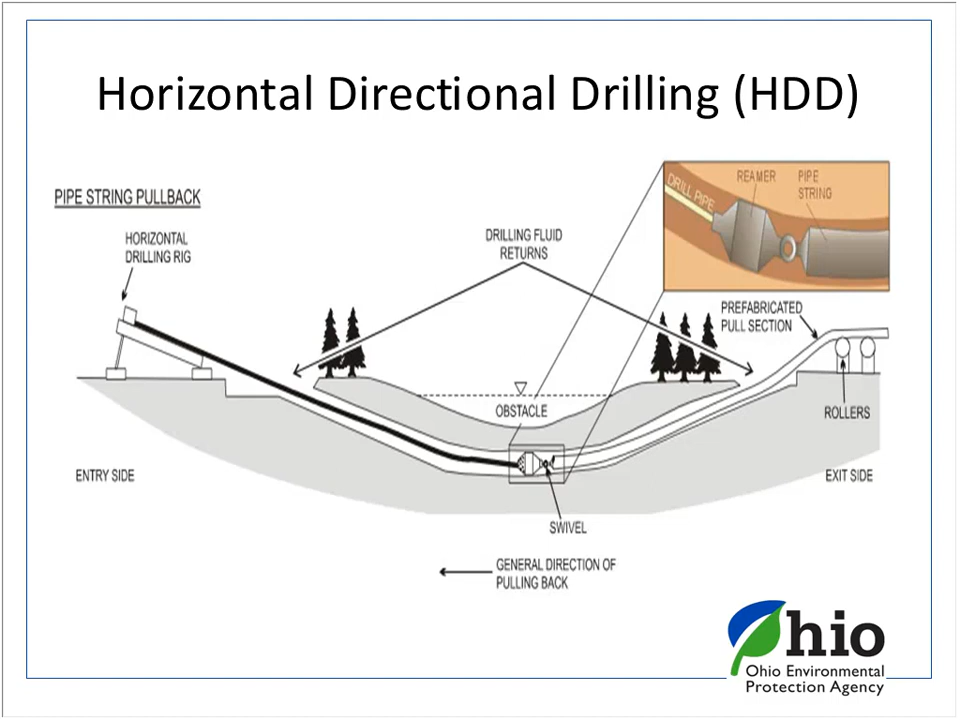 Horizontal Directional Drilling (HDD)
PIPE STRING PULLBACK
HORIZONTAL
DRILLING RIG
DRILLING FLUID
RETURNS
DRILL PIPE
REAMER
PIPE
STRING
PREFABRICATED
PULL SECTION
OBSTACLE
ROLLERS
ENTRY SIDE
EXIT SIDE
SWIVEL
GENERAL DIRECTION OF
PULLING BACK
Ohio
Ohio Environmental
Protection Agency